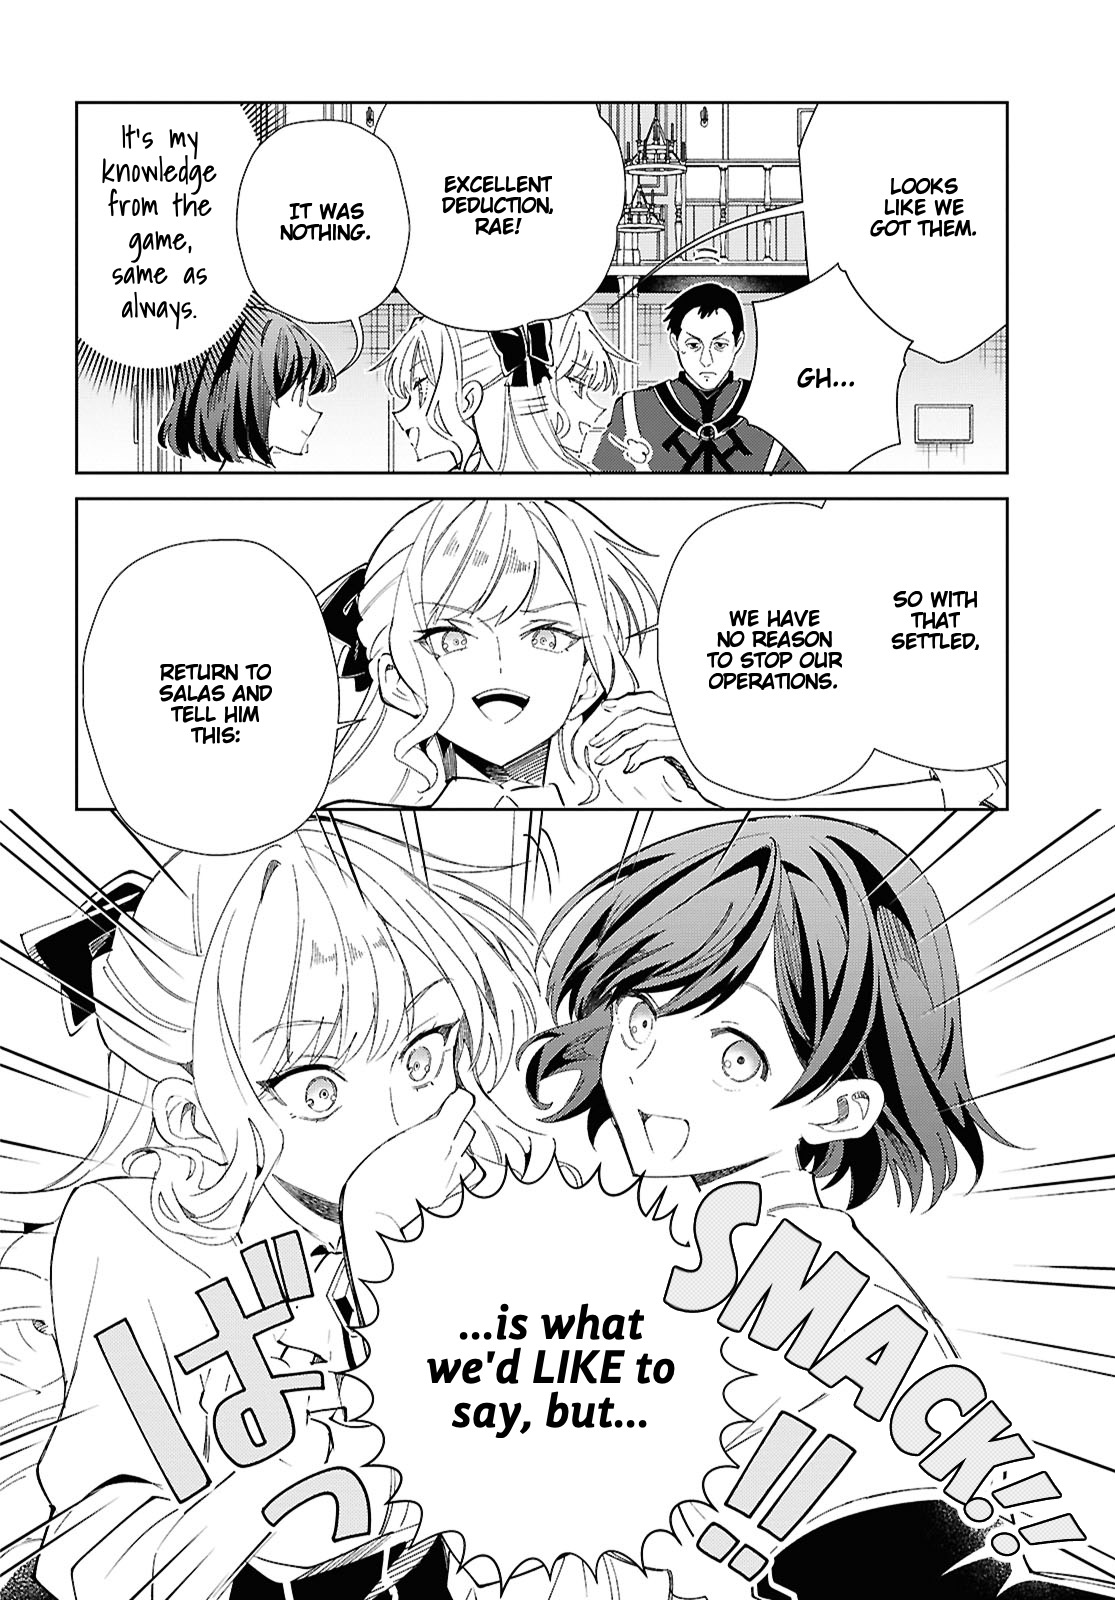 LOOKS
LIKE WE
GOT THEM.
GH...
EXCELLENT
DEDUCTION,
RAE!
IT WAS
NOTHING.
It's my
knowledge
from the
game,
same as
always.
SO WITH
THAT
SETTLED,
WE HAVE
NO REASON
TO STOP OUR
OPERATIONS.
RETURN TO
SALAS AND
TELL HIM
THIS:
SMACK!!
ばっ!!
...is what
we'd LIKE to
say, but...